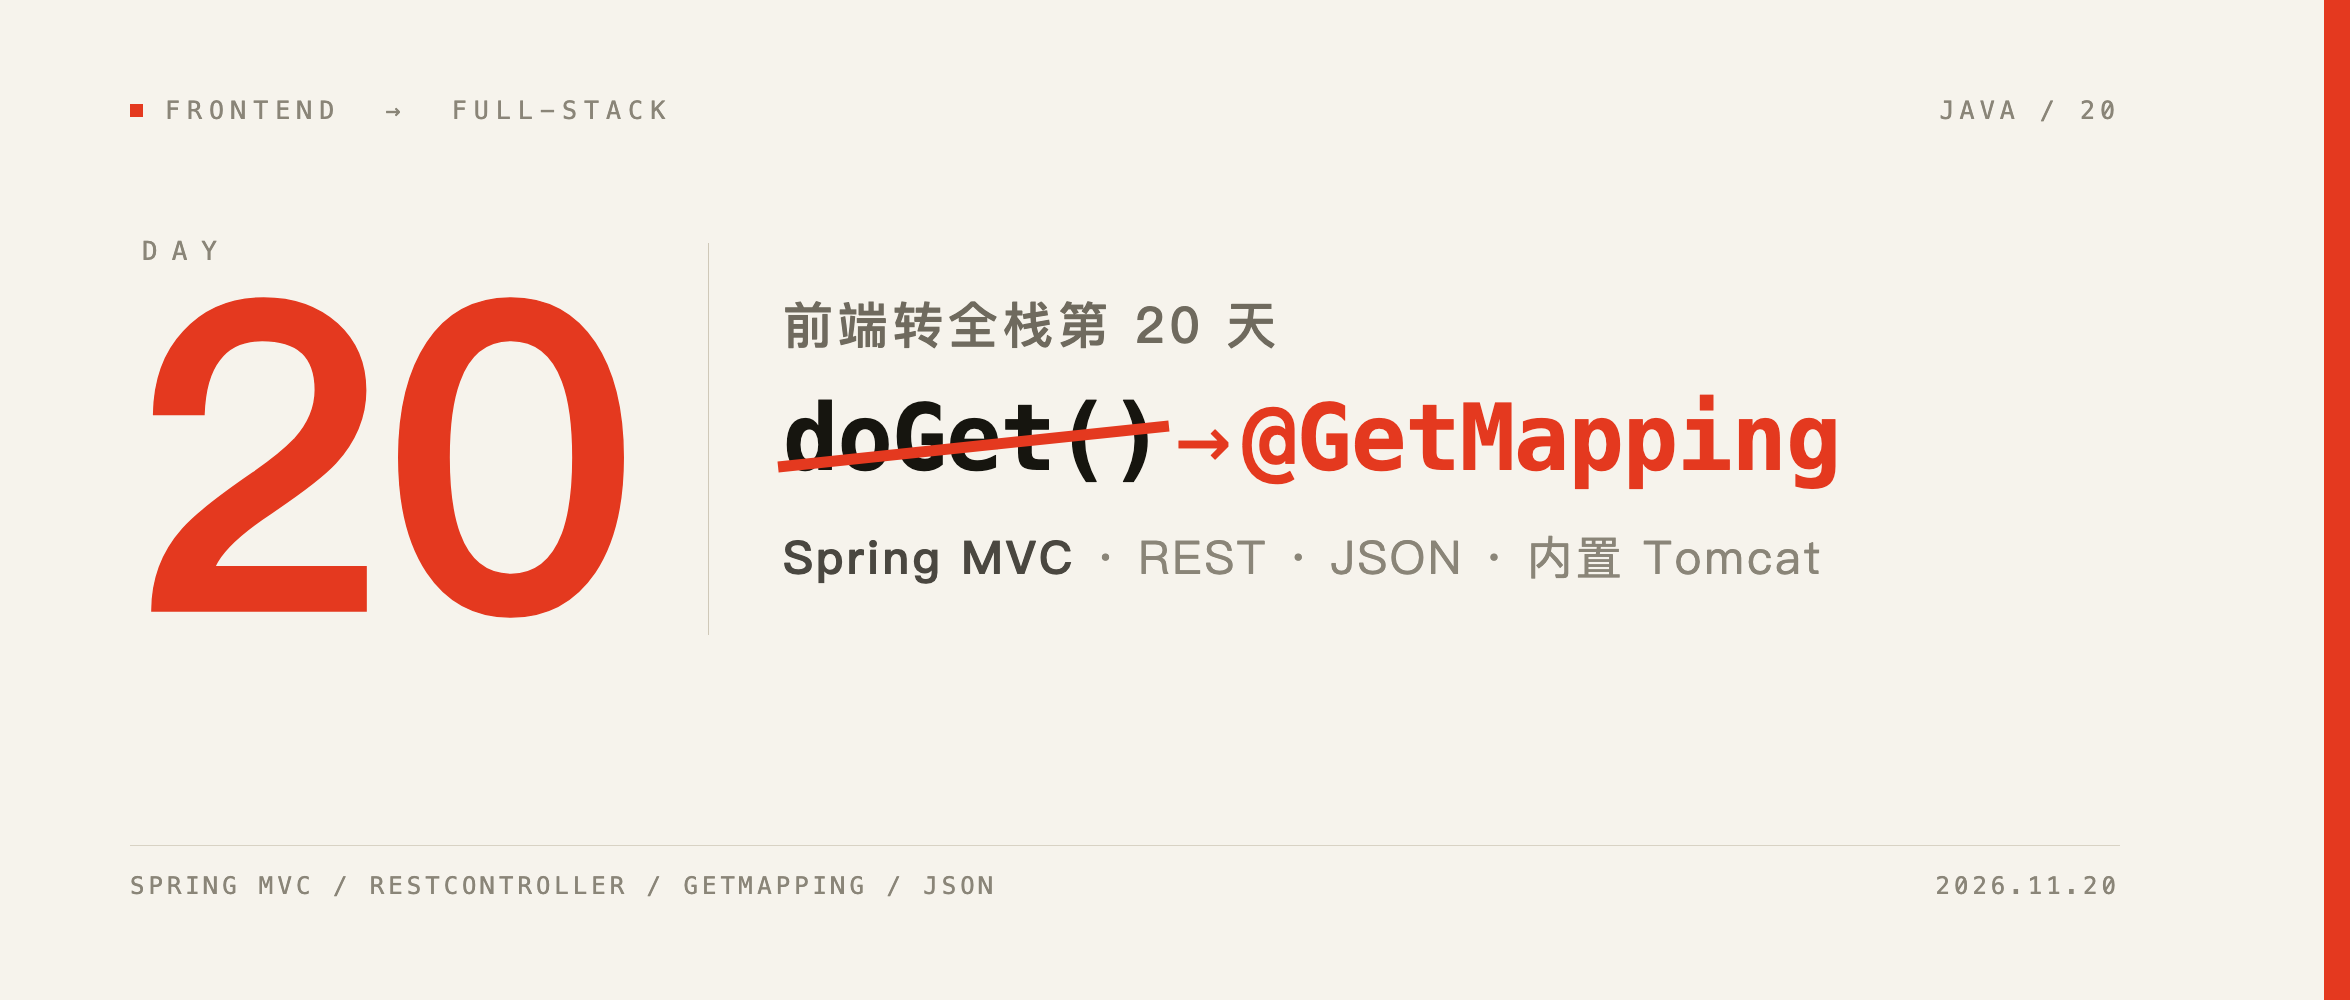 FRONTEND → FULL-STACK
JAVA / 20
DAY
20
前端转全栈第 20 天
doGet()→@GetMapping
Spring MVC · REST · JSON · 内置 Tomcat
SPRING MVC / RESTCONTROLLER / GETMAPPING / JSON
2026.11.20